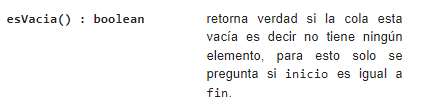 esVacia() : boolean retorna verdad si la cola esta
vacía es decir no tiene ningún
elemento, para esto solo se
pregunta si inicio es igual a
fin.